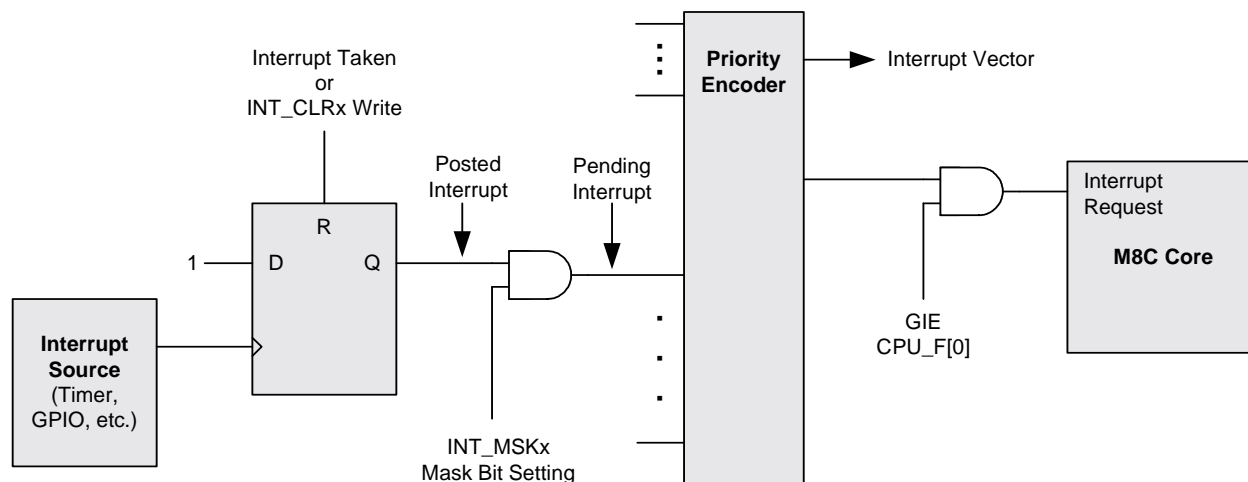 Interrupt Taken
or
INT_CLRx Write
Priority
Encoder
Interrupt Vector
Posted
Interrupt
Pending
Interrupt
Interrupt
Request
M8C Core
R
1
D
Q
GIE
CPU_F[0]
Interrupt
Source
(Timer,
GPIO, etc.)
INT_MSKx
Mask Bit Setting